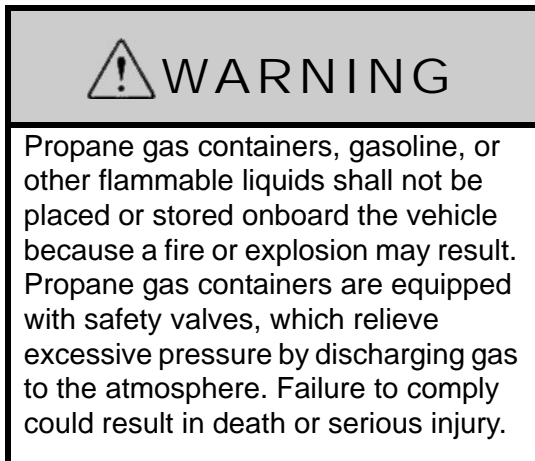 WARNING
Propane gas containers, gasoline, or
other flammable liquids shall not be
placed or stored onboard the vehicle
because a fire or explosion may result.
Propane gas containers are equipped
with safety valves, which relieve
excessive pressure by discharging gas
to the atmosphere. Failure to comply
could result in death or serious injury.